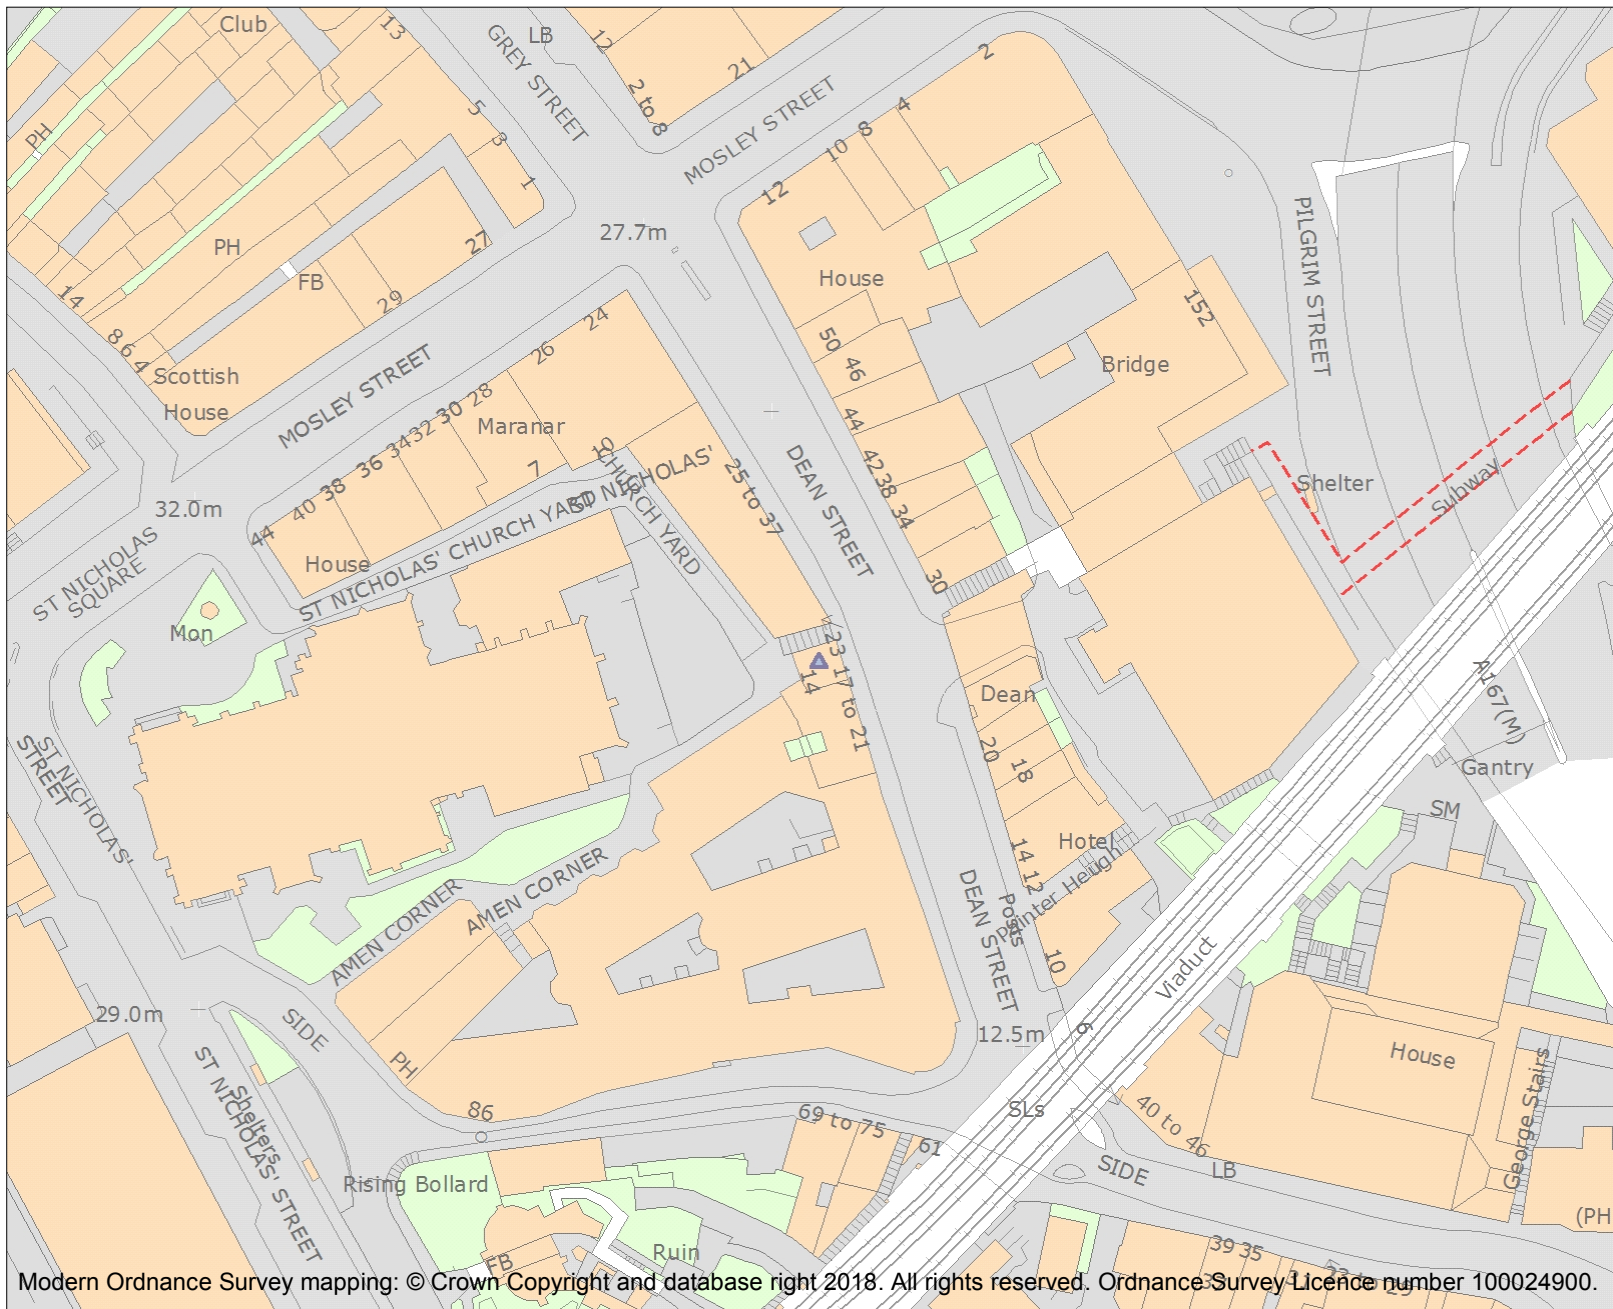 Club
13
GREY STREET
LB
12
2 to 8
21
MOSLEY STREET
2
4
8
10
12
5
3
1
PH
PH
FB
27
29
27.7m
House
PILGRIM STREET
152
14
8
6
4
Scottish
House
MOSLEY STREET
24
26
28
30
32
34
36
38
40
44
Maranar
7
10
50
46
44
42
38
34
30
Bridge
DEAN STREET
25 to 37
ST NICHOLAS'
CHURCH YARD
ST NICHOLAS' CHURCH YARD
House
32.0m
ST NICHOLAS
SQUARE
Mon
Shelter
Subway
23
17 to 21
14
Dean
20
18
Hotel
14
12
Painter Heugh
Posts
10
A167(M)
Gantry
SM
ST NICHOLAS'
STREET
AMEN CORNER
AMEN CORNER
DEAN STREET
Viaduct
29.0m
SIDE
PH
86
12.5m
6
House
George Stairs
ST NICHOLAS' STREET
Shelters
SLs
69 to 75
61
40 to 46
SIDE
LB
Rising Bollard
Ruin
FB
(PH
39
35
33
31
23 to 29
Modern Ordnance Survey mapping: © Crown Copyright and database right 2018. All rights reserved. Ordnance Survey Licence number 100024900.